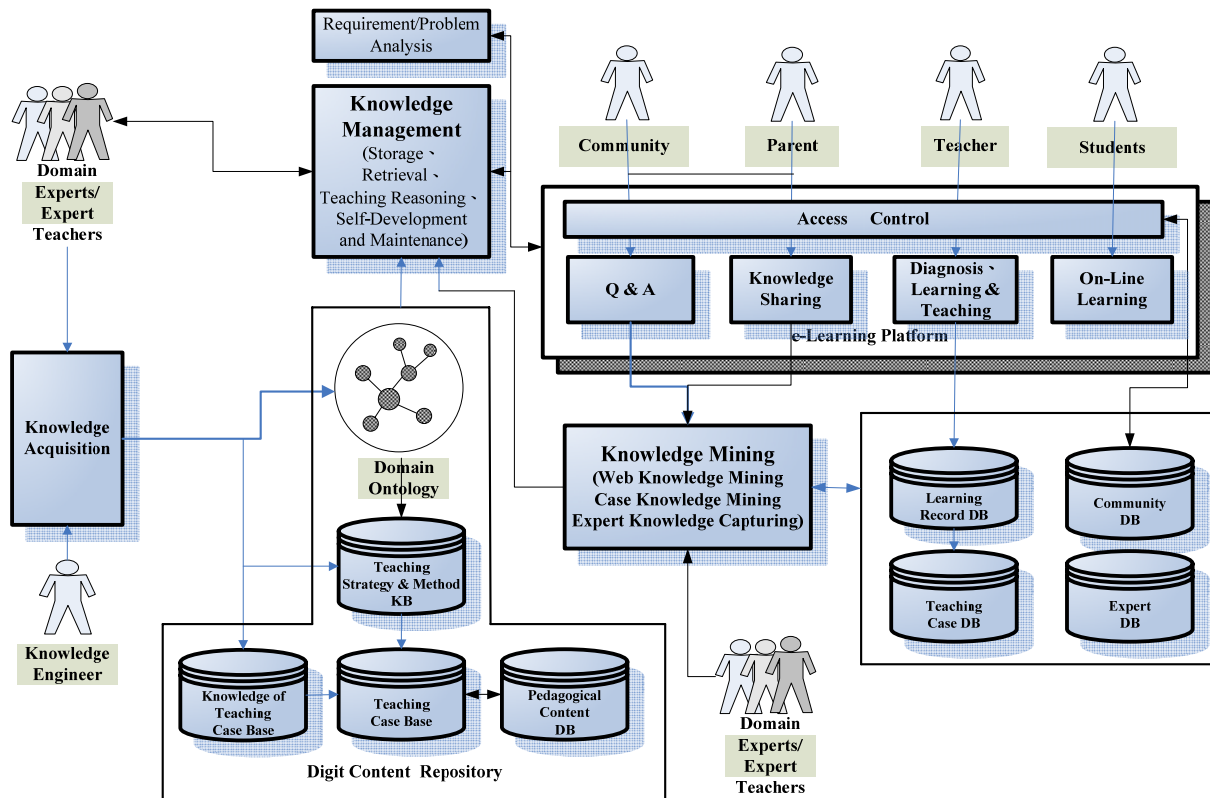 Requirement/Problem
Analysis
Knowledge
Management
(Storage、
Retrieval、
Teaching Reasoning、
Self-Development
and Maintenance)
Domain
Experts/
Expert
Teachers
Community
Parent
Teacher
Students
Access Control
Q & A
Knowledge
Sharing
Diagnosis、
Learning &
Teaching
On-Line
Learning
e-Learning Platform
Knowledge
Acquisition
Domain
Ontology
Knowledge Mining
(Web Knowledge Mining
Case Knowledge Mining
Expert Knowledge Capturing)
Learning
Record DB
Community
DB
Teaching
Strategy & Method
KB
Teaching
Case DB
Expert
DB
Knowledge
Engineer
Knowledge of
Teaching
Case Base
Teaching
Case Base
Pedagogical
Content
DB
Domain
Experts/
Expert
Teachers
Digit Content Repository